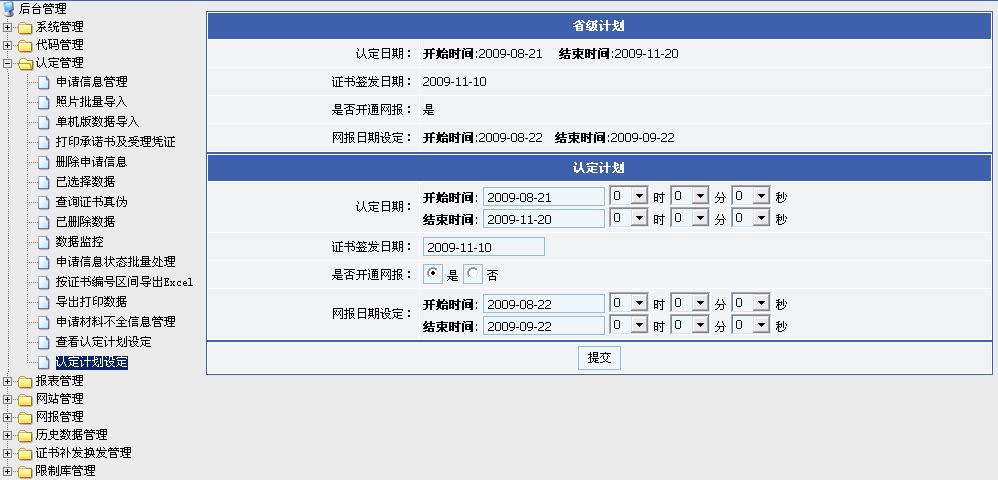 后台管理
系统管理
代码管理
认定管理
申请信息管理
照片批量导入
单机版数据导入
打印承诺书及受理凭证
删除申请信息
已选择数据
查询证书真伪
已删除数据
数据监控
申请信息状态批量处理
按证书编号区间导出Excel
导出打印数据
申请材料不全信息管理
查看认定计划设定
认定计划设定
报表管理
网站管理
网报管理
历史数据管理
证书补发换发管理
限制库管理
省级计划
认定日期： 开始时间:2009-08-21 结束时间:2009-11-20
证书签发日期： 2009-11-10
是否开通网报： 是
网报日期设定： 开始时间:2009-08-22 结束时间:2009-09-22
认定计划
认定日期：
开始时间: 2009-08-21 0 时 0 分 0 秒
结束时间: 2009-11-20 0 时 0 分 0 秒
证书签发日期： 2009-11-10
是否开通网报： 是 否
网报日期设定：
开始时间: 2009-08-22 0 时 0 分 0 秒
结束时间: 2009-09-22 0 时 0 分 0 秒
提交